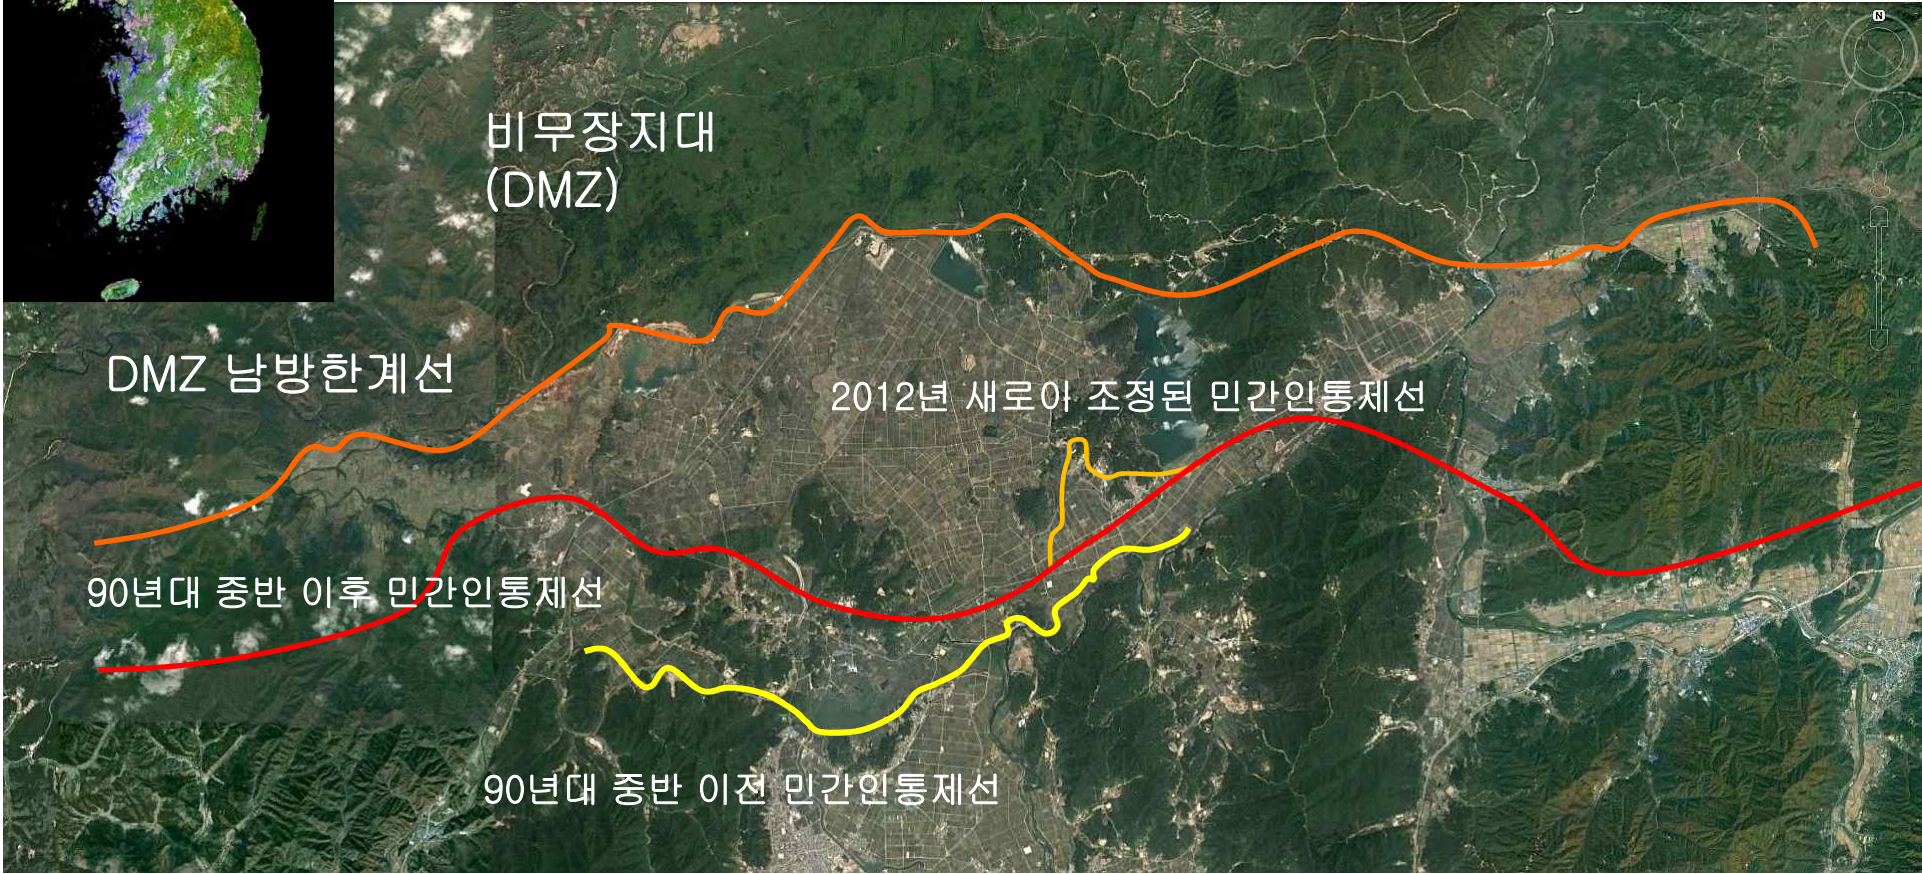 N
비무장지대
(DMZ)
DMZ 남방한계선
2012년 새로아 조정된 민간인통제선
90년대 중반 이후 민간인통제선
90년대 중반 이전 민간인통제선